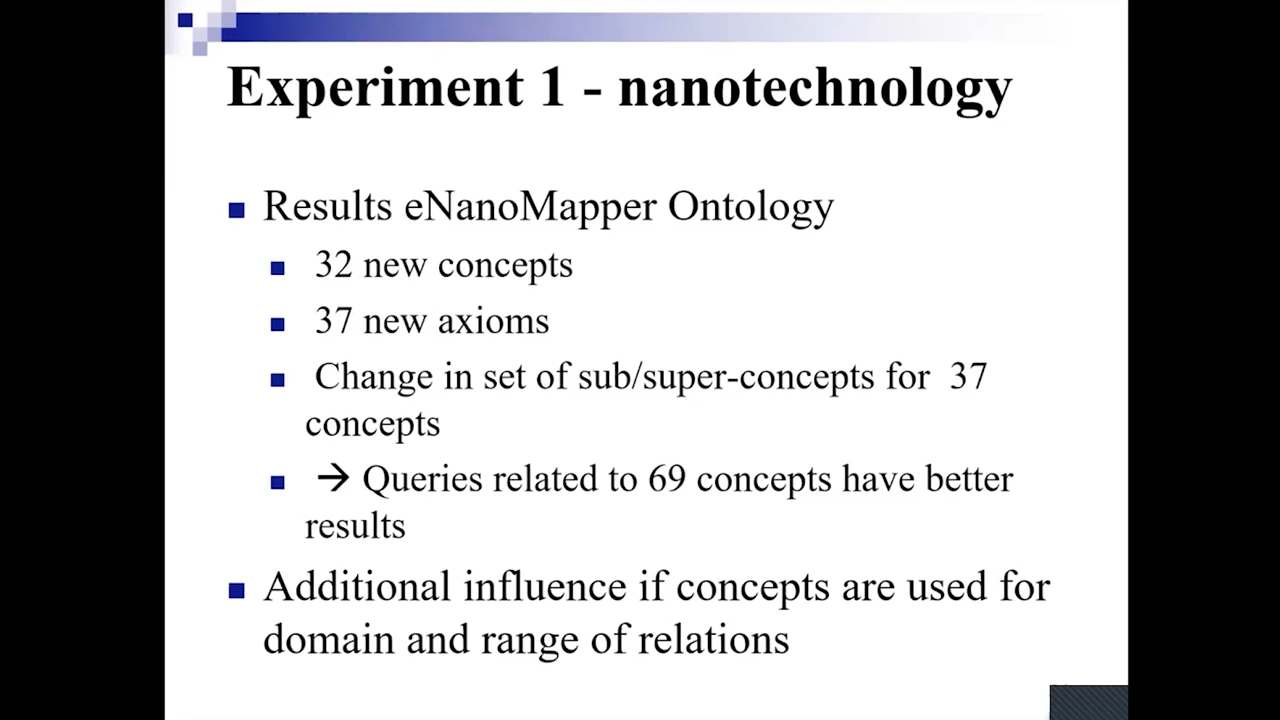 Experiment 1 - nanotechnology
Results eNanoMapper Ontology
32 new concepts
37 new axioms
Change in set of sub/super-concepts for 37
concepts
→ Queries related to 69 concepts have better
results
Additional influence if concepts are used for
domain and range of relations